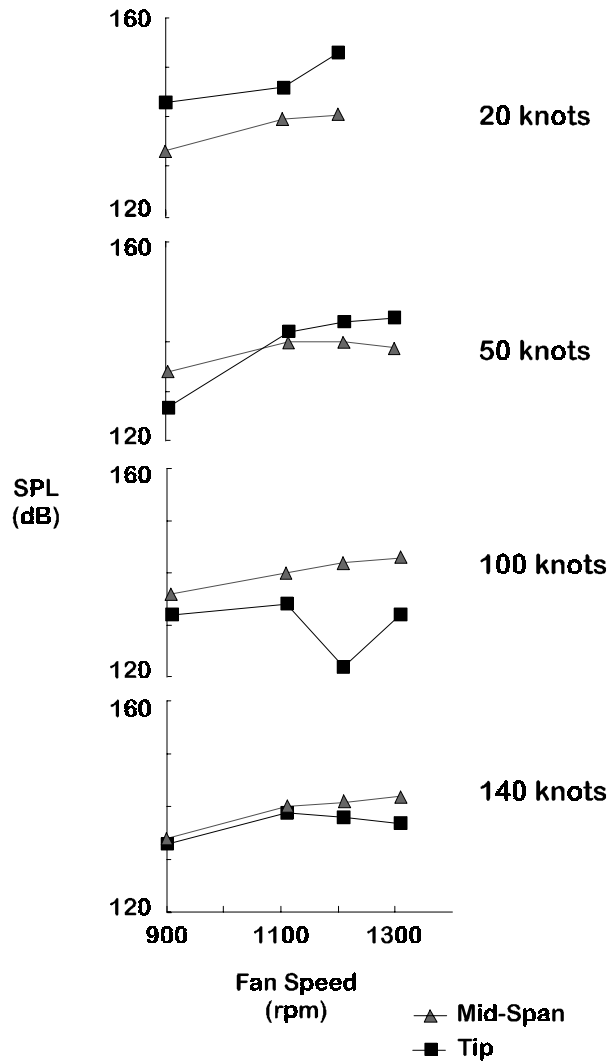 160
20 knots
120
160
50 knots
120
160
SPL
(dB)
100 knots
120
160
140 knots
120
900 1100 1300
Fan Speed
(rpm)
Mid-Span
Tip